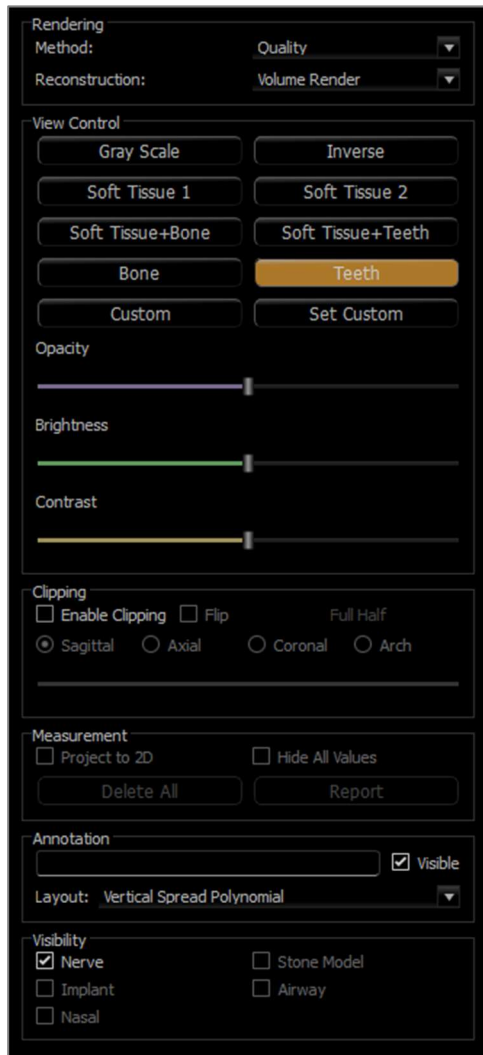 Rendering
Method: Quality
Reconstruction: Volume Render
View Control
Gray Scale Inverse
Soft Tissue 1 Soft Tissue 2
Soft Tissue+Bone Soft Tissue+Teeth
Bone Teeth
Custom Set Custom
Opacity
Brightness
Contrast
Clipping
Enable Clipping Flip Full Half
Sagittal Axial Coronal Arch
Measurement
Project to 2D Hide All Values
Delete All Report
Annotation
Visible
Layout: Vertical Spread Polynomial
Visibility
Nerve Stone Model
Implant Airway
Nasal